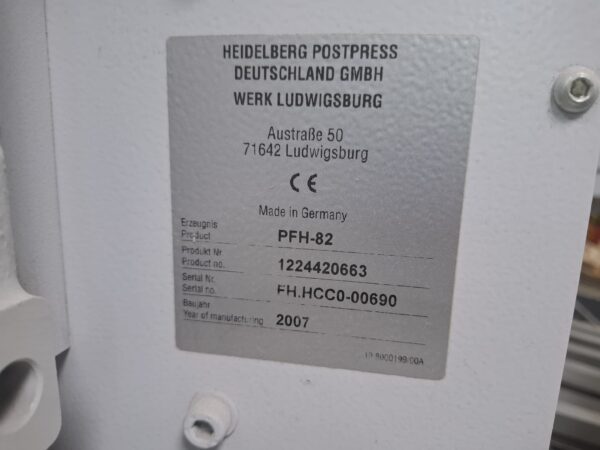 HEIDELBERG POSTPRESS
DEUTSCHLAND GMBH
WERK LUDWIGSBURG
Austraße 50
71642 Ludwigsburg
CE
Made in Germany
Erzeugnis
Product PFH-82
Produkt Nr.
Product no. 1224420663
Serial Nr.
Serial no. FH.HCC0-00690
Baujahr
Year of manufacturing 2007